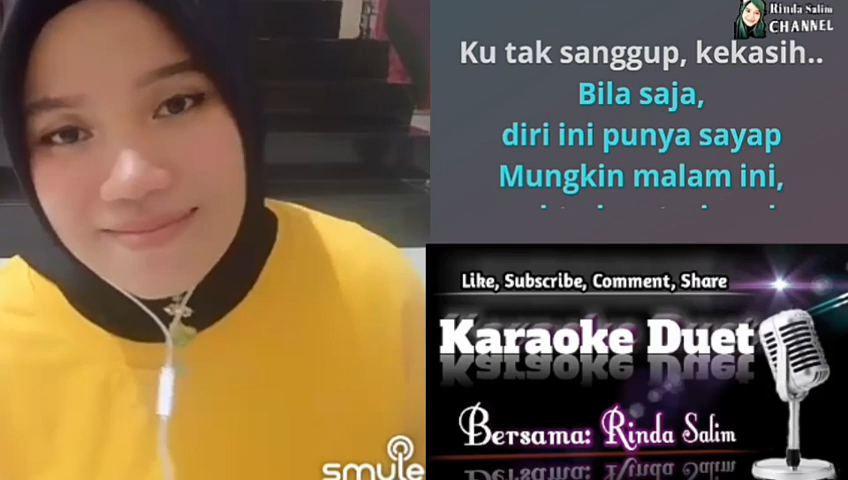 Rinda Salim
CHANNEL
Ku tak sanggup, kekasih..
Bila saja,
diri ini punya sayap
Mungkin malam ini,
Like, Subscribe, Comment, Share
Karaoke Duet
Bersama: Rinda Salim
smule